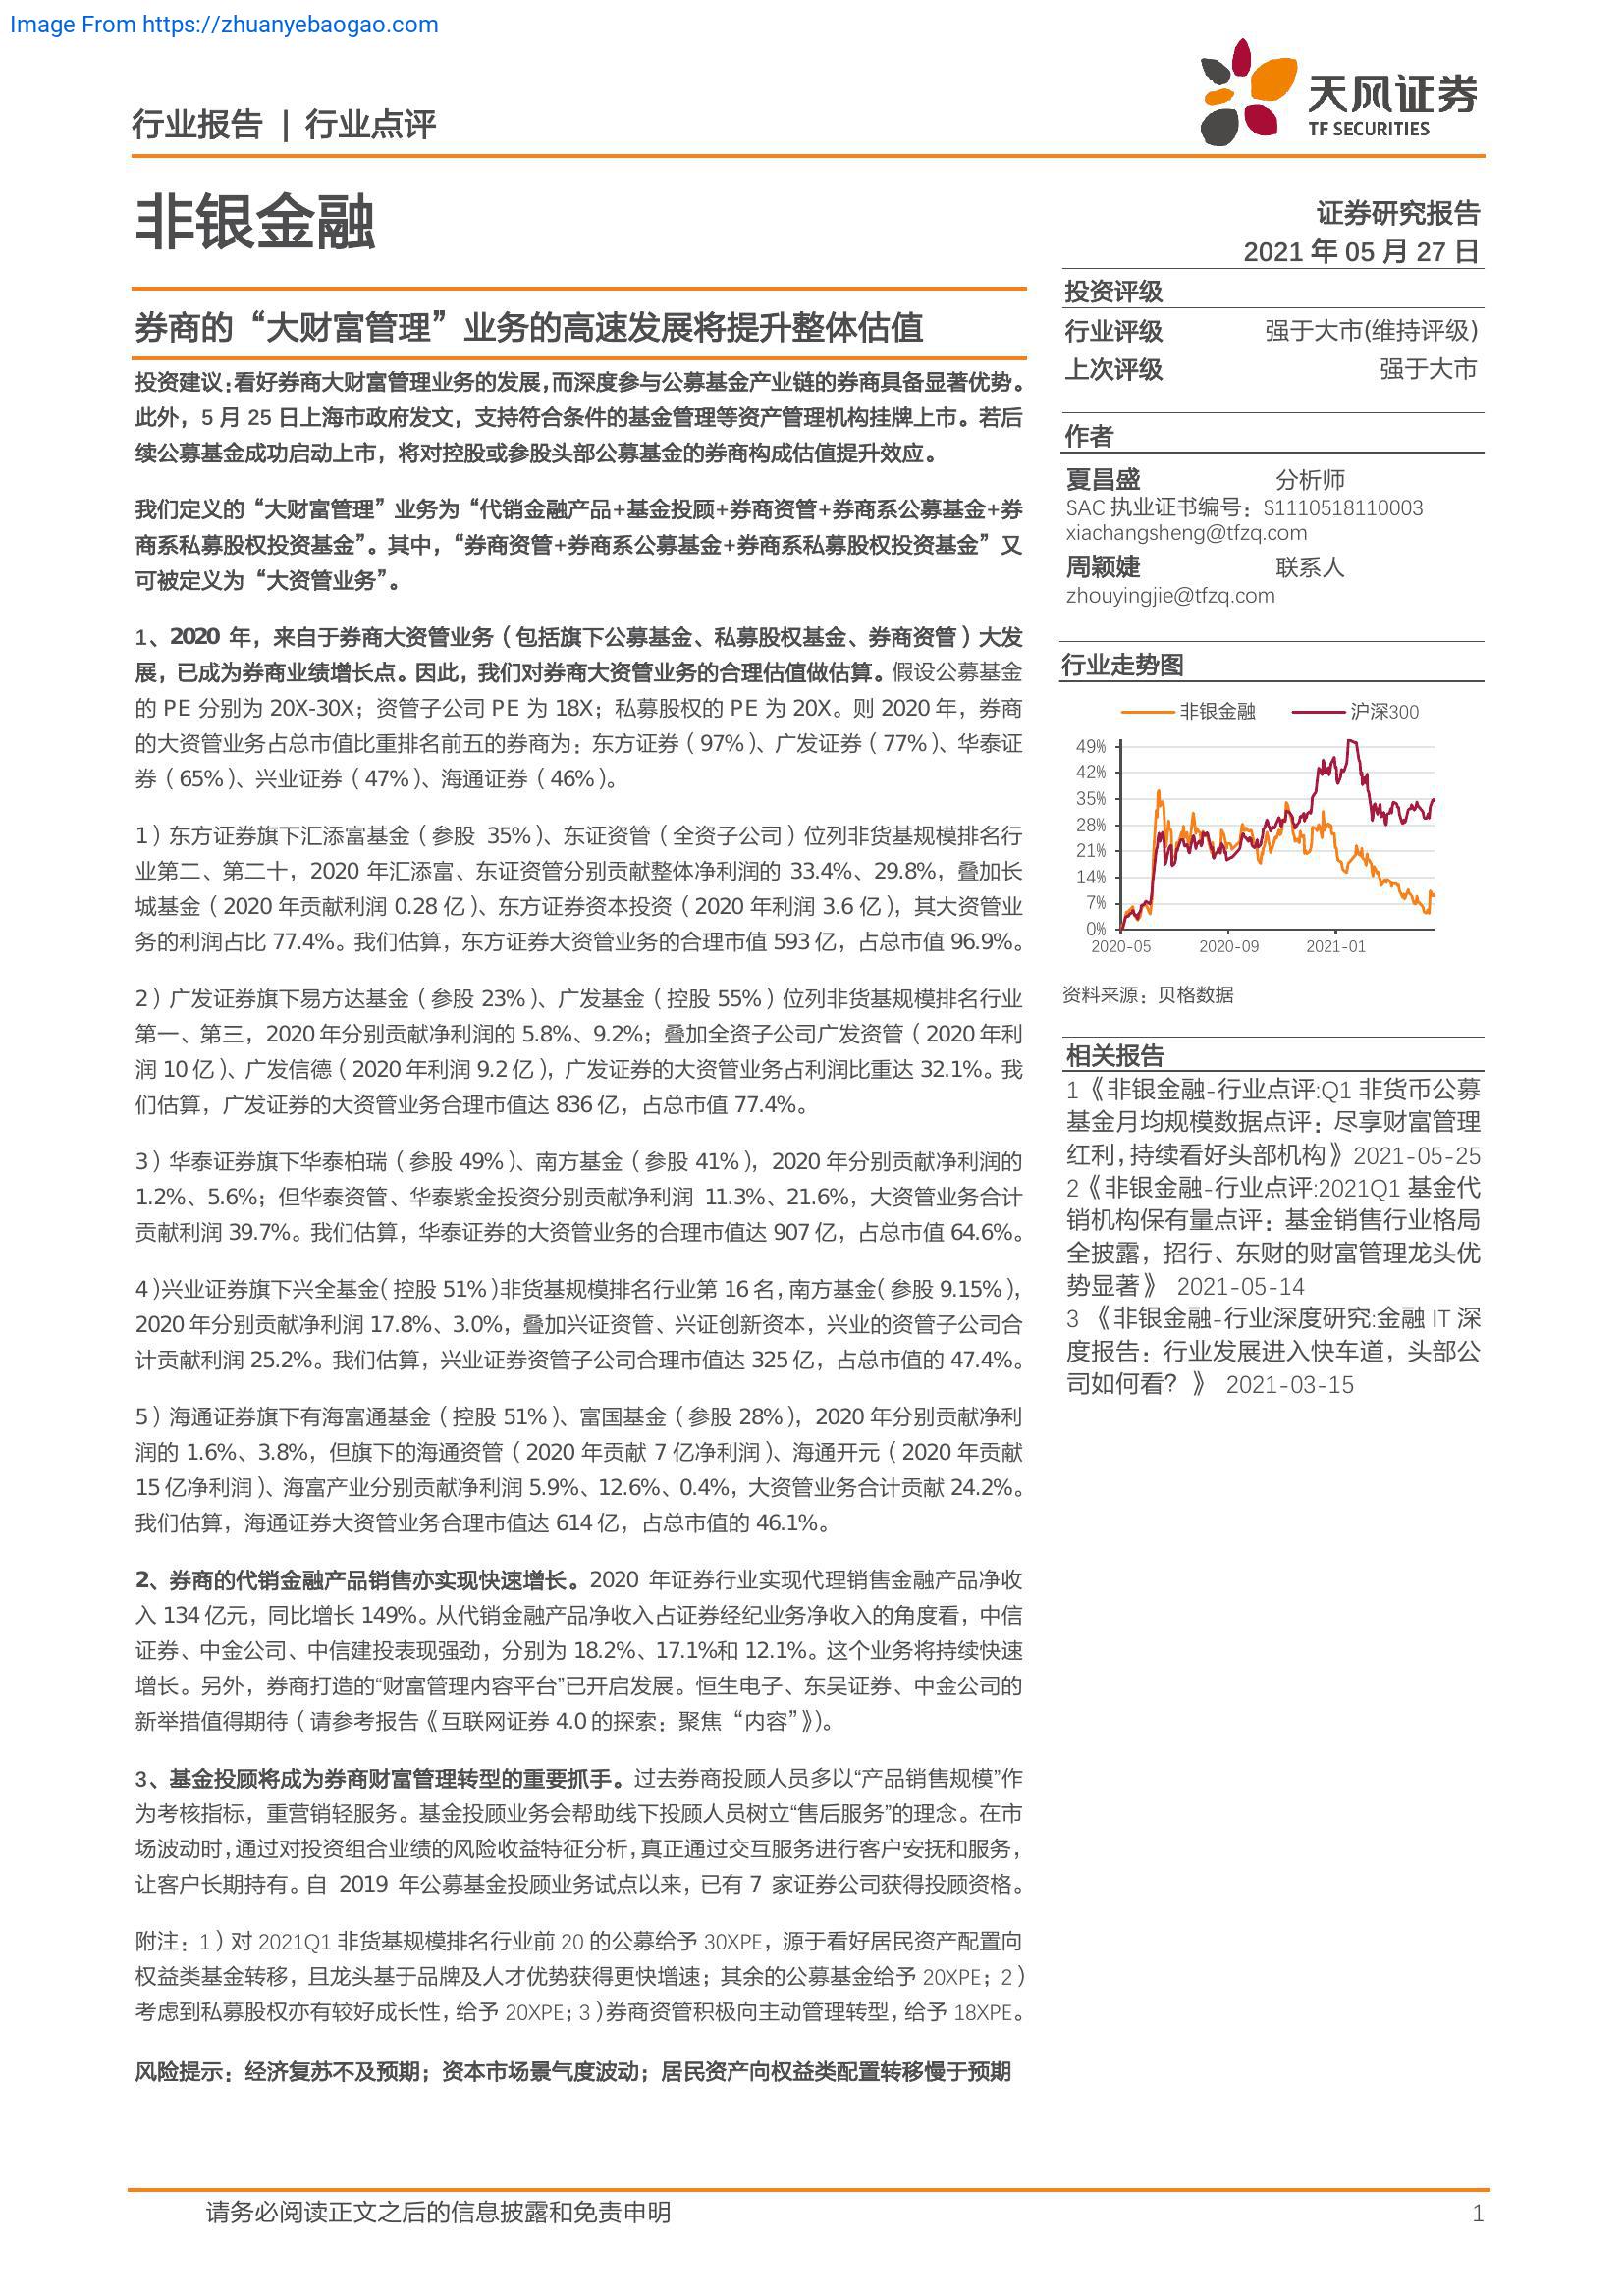 Image From https://zhuanyebaogao.com
天风证券
TF SECURITIES
行业报告 | 行业点评
非银金融
证券研究报告
2021 年 05 月 27 日
券商的“大财富管理”业务的高速发展将提升整体估值
投资建议:看好券商大财富管理业务的发展,而深度参与公募基金产业链的券商具备显著优势。
此外，5 月 25 日上海市政府发文，支持符合条件的基金管理等资产管理机构挂牌上市。若后
续公募基金成功启动上市，将对控股或参股头部公募基金的券商构成估值提升效应。
我们定义的“大财富管理”业务为“代销金融产品+基金投顾+券商资管+券商系公募基金+券
商系私募股权投资基金”。其中，“券商资管+券商系公募基金+券商系私募股权投资基金”又
可被定义为“大资管业务”。
1、2020 年，来自于券商大资管业务（包括旗下公募基金、私募股权基金、券商资管）大发
展，已成为券商业绩增长点。因此，我们对券商大资管业务的合理估值做估算。假设公募基金
的 PE 分别为 20X-30X；资管子公司 PE 为 18X；私募股权的 PE 为 20X。则 2020 年，券商
的大资管业务占总市值比重排名前五的券商为：东方证券（97%）、广发证券（77%）、华泰证
券（65%）、兴业证券（47%）、海通证券（46%）。
1）东方证券旗下汇添富基金（参股 35%）、东证资管（全资子公司）位列非货基规模排名行
业第二、第二十，2020 年汇添富、东证资管分别贡献整体净利润的 33.4%、29.8%，叠加长
城基金（2020 年贡献利润 0.28 亿）、东方证券资本投资（2020 年利润 3.6 亿），其大资管业
务的利润占比 77.4%。我们估算，东方证券大资管业务的合理市值 593 亿，占总市值 96.9%。
2）广发证券旗下易方达基金（参股 23%）、广发基金（控股 55%）位列非货基规模排名行业
第一、第三，2020 年分别贡献净利润的 5.8%、9.2%；叠加全资子公司广发资管（2020 年利
润 10 亿）、广发信德（2020 年利润 9.2 亿），广发证券的大资管业务占利润比重达 32.1%。我
们估算，广发证券的大资管业务合理市值达 836 亿，占总市值 77.4%。
3）华泰证券旗下华泰柏瑞（参股 49%）、南方基金（参股 41%），2020 年分别贡献净利润的
1.2%、5.6%；但华泰资管、华泰紫金投资分别贡献净利润 11.3%、21.6%，大资管业务合计
贡献利润 39.7%。我们估算，华泰证券的大资管业务的合理市值达 907 亿，占总市值 64.6%。
4）兴业证券旗下兴全基金（控股 51%）非货基规模排名行业第 16 名，南方基金（参股 9.15%），
2020 年分别贡献净利润 17.8%、3.0%，叠加兴证资管、兴证创新资本，兴业的资管子公司合
计贡献利润 25.2%。我们估算，兴业证券资管子公司合理市值达 325 亿，占总市值的 47.4%。
5）海通证券旗下有海富通基金（控股 51%）、富国基金（参股 28%），2020 年分别贡献净利
润的 1.6%、3.8%，但旗下的海通资管（2020 年贡献 7 亿净利润）、海通开元（2020 年贡献
15 亿净利润）、海富产业分别贡献净利润 5.9%、12.6%、0.4%，大资管业务合计贡献 24.2%。
我们估算，海通证券大资管业务合理市值达 614 亿，占总市值的 46.1%。
2、券商的代销金融产品销售亦实现快速增长。2020 年证券行业实现代理销售金融产品净收
入 134 亿元，同比增长 149%。从代销金融产品净收入占证券经纪业务净收入的角度看，中信
证券、中金公司、中信建投表现强劲，分别为 18.2%、17.1%和 12.1%。这个业务将持续快速
增长。另外，券商打造的“财富管理内容平台”已开启发展。恒生电子、东吴证券、中金公司的
新举措值得期待（请参考报告《互联网证券 4.0 的探索：聚焦“内容”》）。
3、基金投顾将成为券商财富管理转型的重要抓手。过去券商投顾人员多以“产品销售规模”作
为考核指标，重营销轻服务。基金投顾业务会帮助线下投顾人员树立“售后服务”的理念。在市
场波动时，通过对投资组合业绩的风险收益特征分析，真正通过交互服务进行客户安抚和服务，
让客户长期持有。自 2019 年公募基金投顾业务试点以来，已有 7 家证券公司获得投顾资格。
附注：1）对 2021Q1 非货基规模排名行业前 20 的公募给予 30XPE，源于看好居民资产配置向
权益类基金转移，且龙头基于品牌及人才优势获得更快增速；其余的公募基金给予 20XPE；2）
考虑到私募股权亦有较好成长性，给予 20XPE；3）券商资管积极向主动管理转型，给予 18XPE。
风险提示：经济复苏不及预期；资本市场景气度波动；居民资产向权益类配置转移慢于预期
投资评级
行业评级 强于大市(维持评级)
上次评级 强于大市
作者
夏昌盛 分析师
SAC 执业证书编号：S1110518110003
xiachangsheng@tfzq.com
周颖婕 联系人
zhouyingjie@tfzq.com
行业走势图
非银金融 沪深300
49%
42%
35%
28%
21%
14%
7%
0%
2020-05 2020-09 2021-01
资料来源：贝格数据
相关报告
1《非银金融-行业点评:Q1 非货币公募
基金月均规模数据点评：尽享财富管理
红利，持续看好头部机构》2021-05-25
2《非银金融-行业点评:2021Q1 基金代
销机构保有量点评：基金销售行业格局
全披露，招行、东财的财富管理龙头优
势显著》 2021-05-14
3 《非银金融-行业深度研究:金融 IT 深
度报告：行业发展进入快车道，头部公
司如何看？》 2021-03-15
请务必阅读正文之后的信息披露和免责申明
1